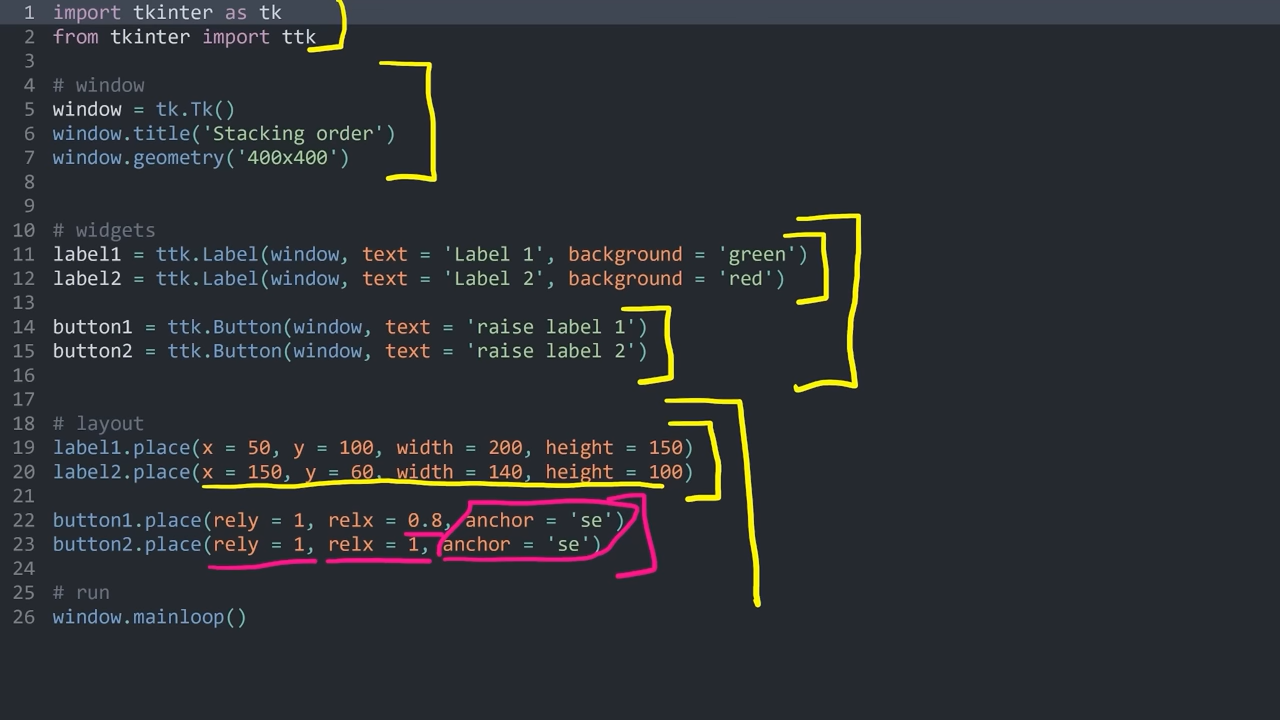 1 import tkinter as tk
2 from tkinter import ttk
3
4 # window
5 window = tk.Tk()
6 window.title('Stacking order')
7 window.geometry('400x400')
8
9
10 # widgets
11 label1 = ttk.Label(window, text = 'Label 1', background = 'green')
12 label2 = ttk.Label(window, text = 'Label 2', background = 'red')
13
14 button1 = ttk.Button(window, text = 'raise label 1')
15 button2 = ttk.Button(window, text = 'raise label 2')
16
17
18 # layout
19 label1.place(x = 50, y = 100, width = 200, height = 150)
20 label2.place(x = 150, y = 60, width = 140, height = 100)
21
22 button1.place(rely = 1, relx = 0.8, anchor = 'se')
23 button2.place(rely = 1, relx = 1, anchor = 'se')
24
25 # run
26 window.mainloop()